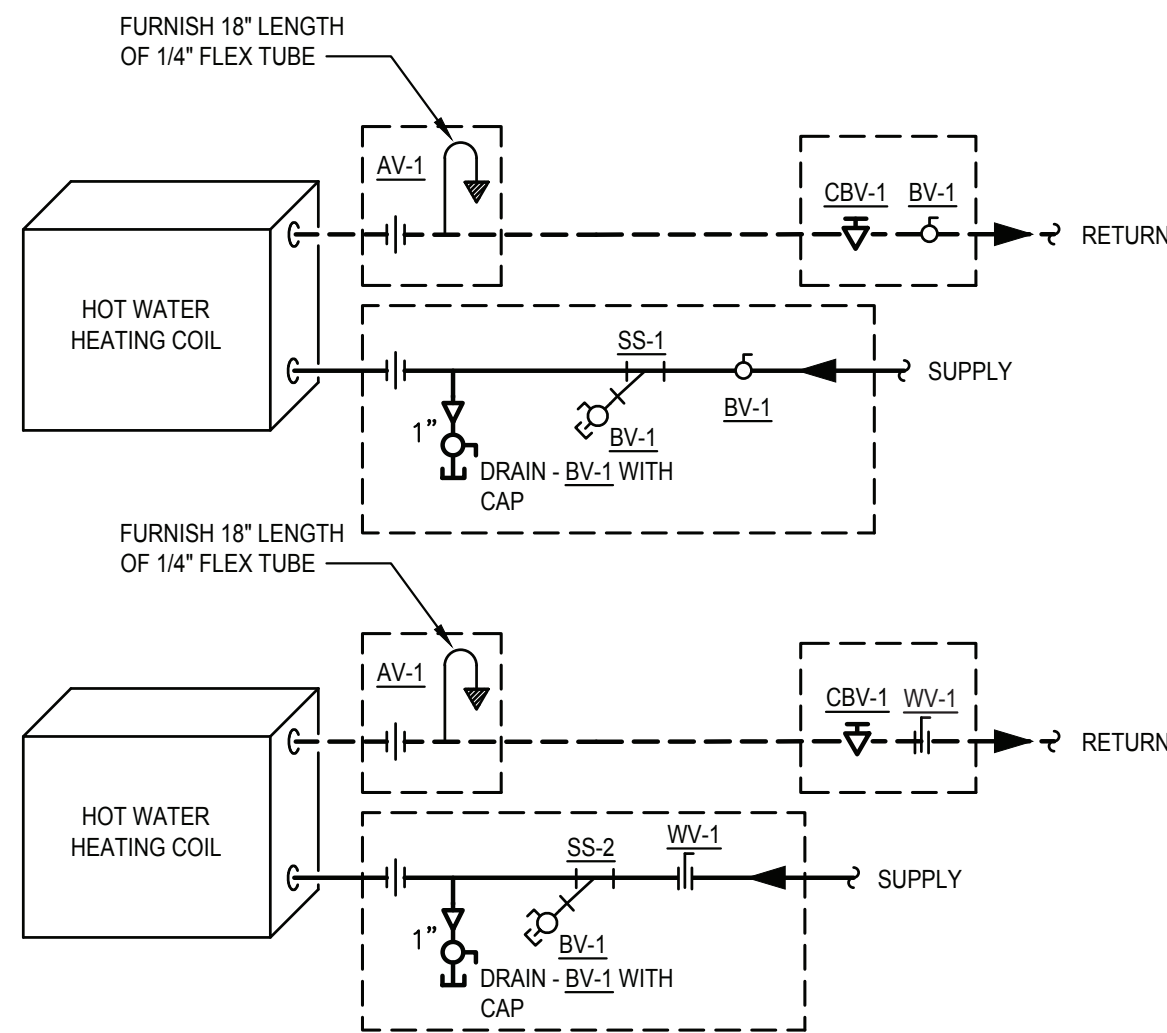 FURNISH 18" LENGTH
OF 1/4" FLEX TUBE
AV-1
CBV-1 BV-1
RETURN
HOT WATER
HEATING COIL
SS-1
SUPPLY
BV-1
BV-1
1”
DRAIN - BV-1 WITH
CAP
FURNISH 18" LENGTH
OF 1/4" FLEX TUBE
AV-1
CBV-1 WV-1
RETURN
HOT WATER
HEATING COIL
SS-2 WV-1
SUPPLY
BV-1
1”
DRAIN - BV-1 WITH
CAP